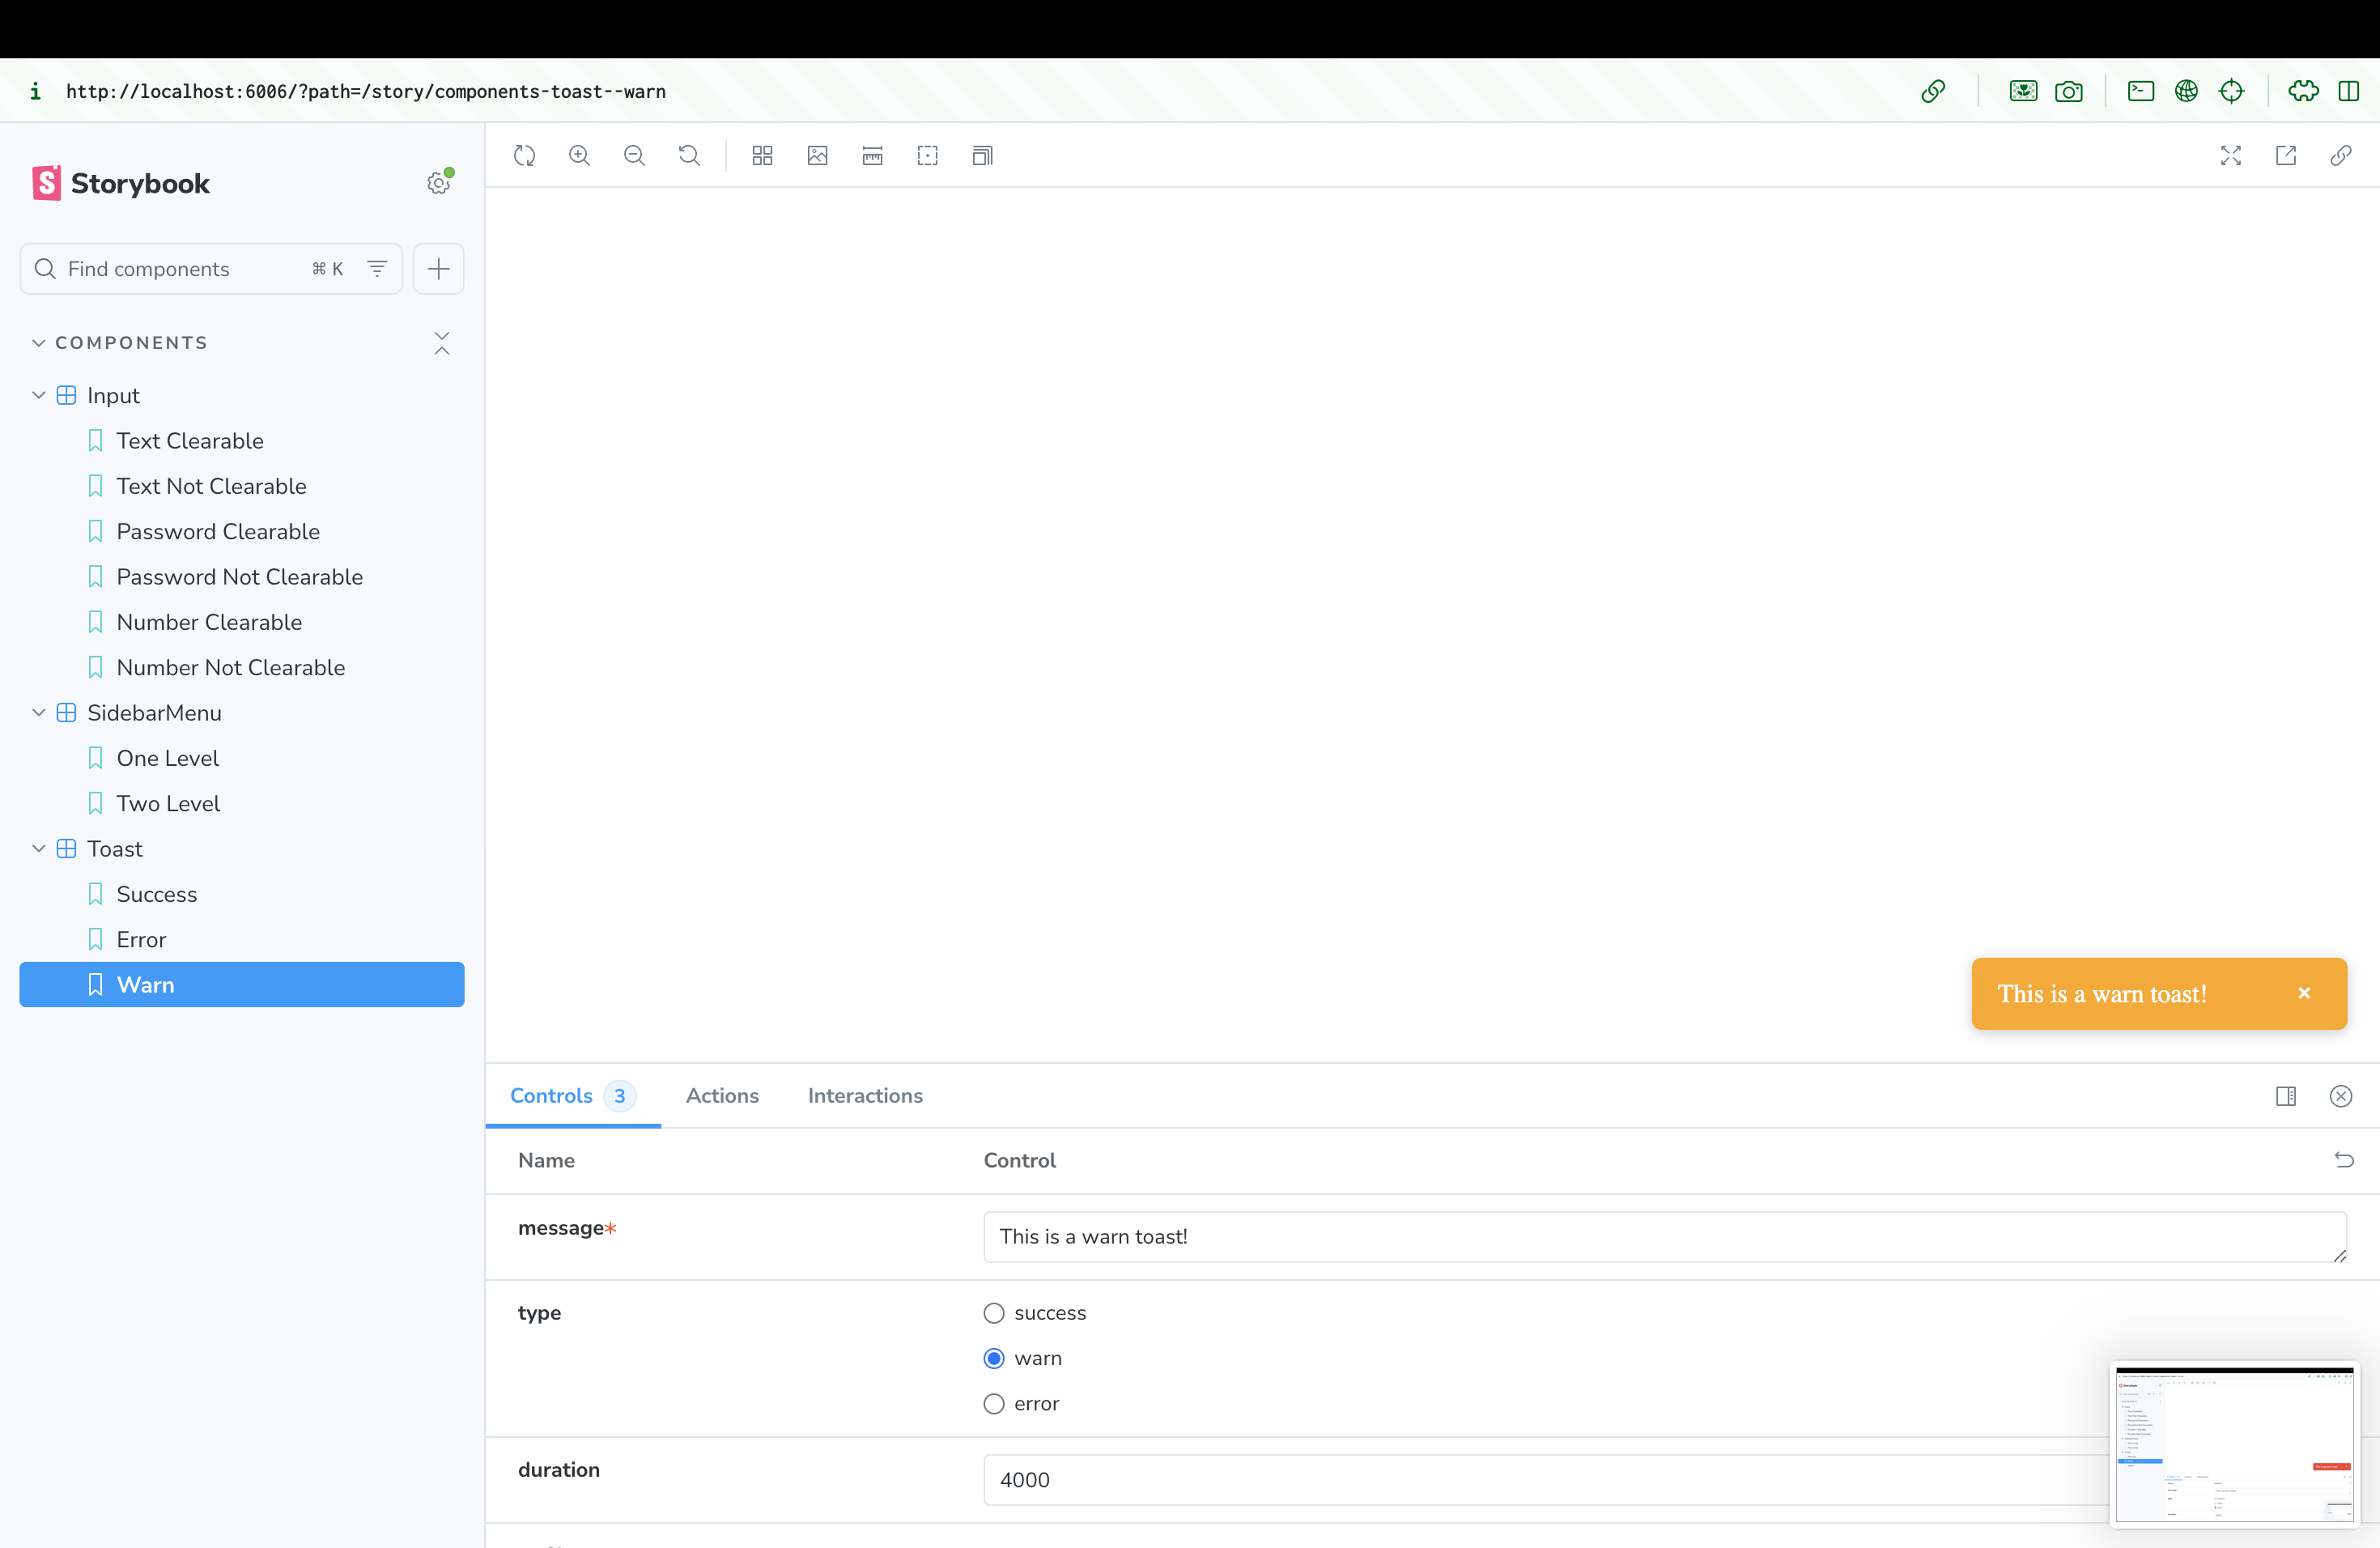 http://localhost:6006/?path=/story/components-toast--warn
Storybook
Find components
⌘ K
COMPONENTS
Input
Text Clearable
Text Not Clearable
Password Clearable
Password Not Clearable
Number Clearable
Number Not Clearable
SidebarMenu
One Level
Two Level
Toast
Success
Error
Warn
This is a warn toast!
Controls 3 Actions Interactions
Name Control
message*
This is a warn toast!
type
success
warn
error
duration
4000